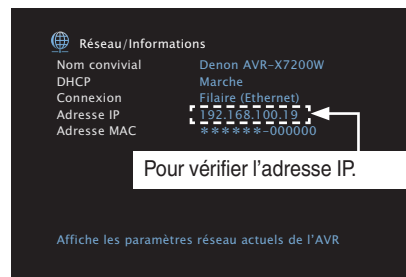 Réseau/Informations
Nom convivial Denon AVR-X7200W
DHCP Marche
Connexion Filaire (Ethernet)
Adresse IP 192.168.100.19
Adresse MAC ******-000000
Pour vérifier l'adresse IP.
Affiche les paramètres réseau actuels de l'AVR